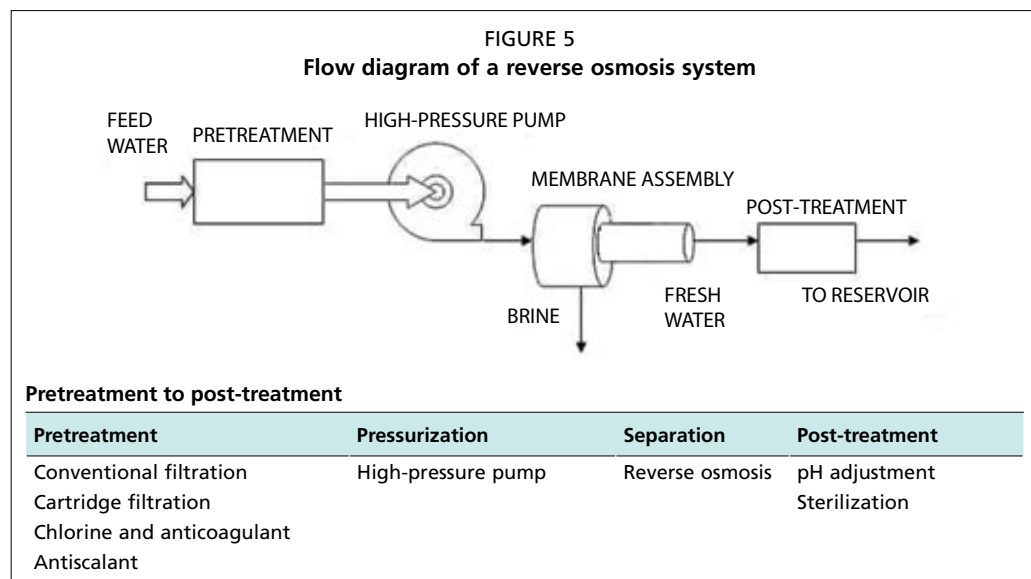 FIGURE 5
Flow diagram of a reverse osmosis system
FEED
WATER
PRETREATMENT
HIGH-PRESSURE PUMP
MEMBRANE ASSEMBLY
POST-TREATMENT
BRINE
FRESH
WATER
TO RESERVOIR
Pretreatment to post-treatment
Pretreatment Pressurization Separation Post-treatment
Conventional filtration High-pressure pump Reverse osmosis pH adjustment
Cartridge filtration Sterilization
Chlorine and anticoagulant
Antiscalant